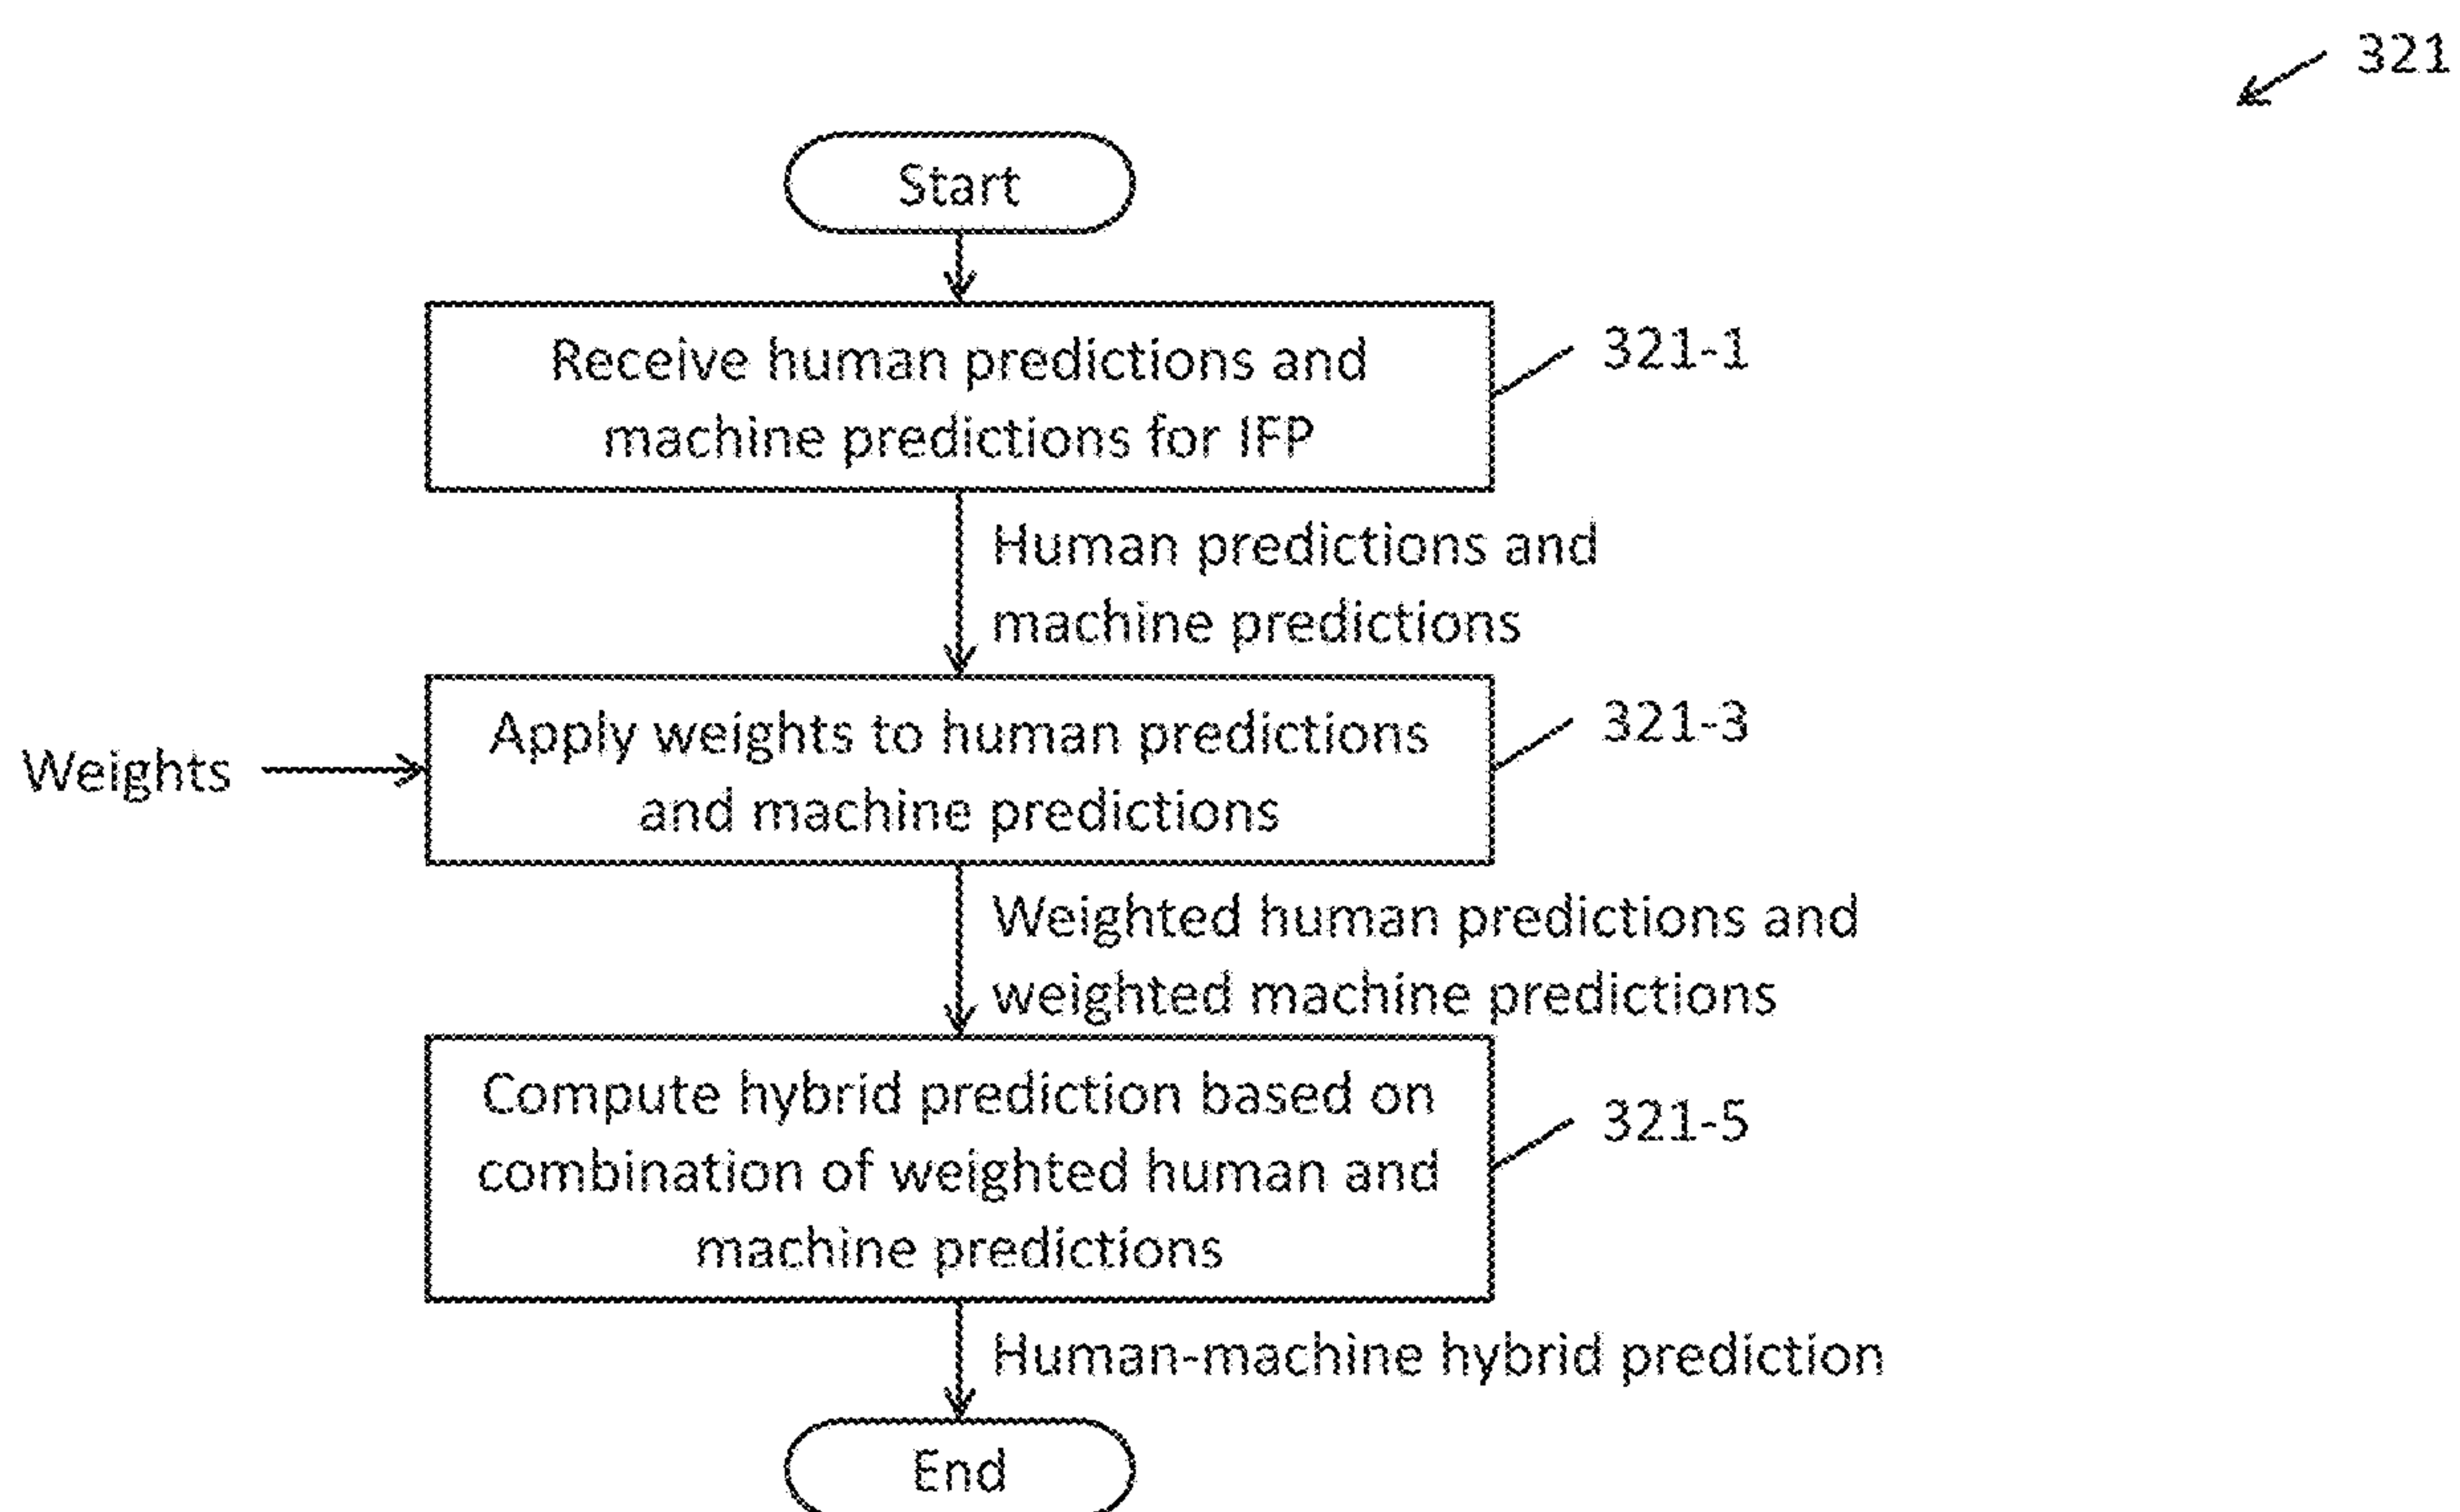 321
Start
Receive human predictions and
machine predictions for IFP
321-1
Human predictions and
machine predictions
Weights
Apply weights to human predictions
and machine predictions
321-3
Weighted human predictions and
weighted machine predictions
Compute hybrid prediction based on
combination of weighted human and
machine predictions
321-5
Human-machine hybrid prediction
End